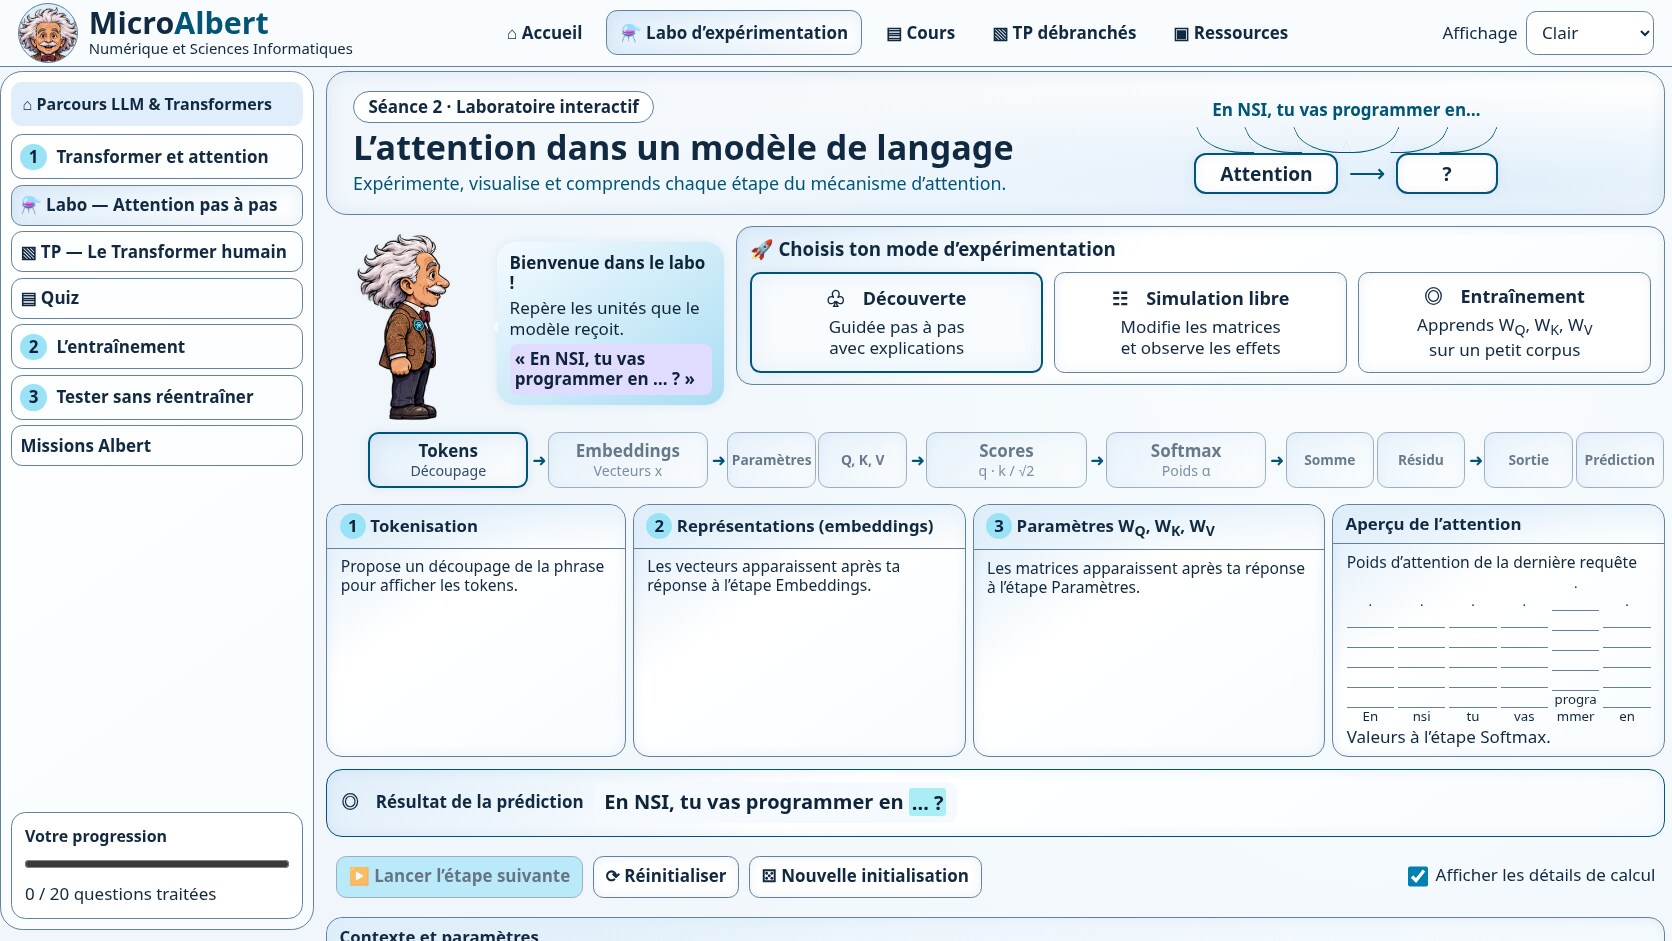 MicroAlbert
Numérique et Sciences Informatiques
Accueil
Labo d’expérimentation
Cours
TP débranchés
Ressources
Affichage
Clair
Parcours LLM & Transformers
1 Transformer et attention
Labo — Attention pas à pas
TP — Le Transformer humain
Quiz
2 L’entraînement
3 Tester sans réentraîner
Missions Albert
Votre progression
0 / 20 questions traitées
Séance 2 · Laboratoire interactif
L’attention dans un modèle de langage
Expérimente, visualise et comprends chaque étape du mécanisme d’attention.
En NSI, tu vas programmer en…
Attention ⟶ ?
Bienvenue dans le labo
!
Repère les unités que le
modèle reçoit.
« En NSI, tu vas
programmer en … ? »
🚀 Choisis ton mode d’expérimentation
Découverte
Guidée pas à pas
avec explications
Simulation libre
Modifie les matrices
et observe les effets
Entraînement
Apprends WQ, WK, WV
sur un petit corpus
Tokens
Découpage
➜
Embeddings
Vecteurs x
➜
Paramètres
Q, K, V
➜
Scores
q · k / √2
➜
Softmax
Poids α
➜
Somme
Résidu
➜
Sortie
Prédiction
1 Tokenisation
Propose un découpage de la phrase
pour afficher les tokens.
2 Représentations (embeddings)
Les vecteurs apparaissent après ta
réponse à l’étape Embeddings.
3 Paramètres WQ, WK, WV
Les matrices apparaissent après ta réponse
à l’étape Paramètres.
Aperçu de l’attention
Poids d’attention de la dernière requête
· · · · · ·
En nsi tu vas progra
mmer en
Valeurs à l’étape Softmax.
Résultat de la prédiction
En NSI, tu vas programmer en … ?
▶️ Lancer l’étape suivante
⟳ Réinitialiser
⚄ Nouvelle initialisation
Afficher les détails de calcul
Contexte et paramètres